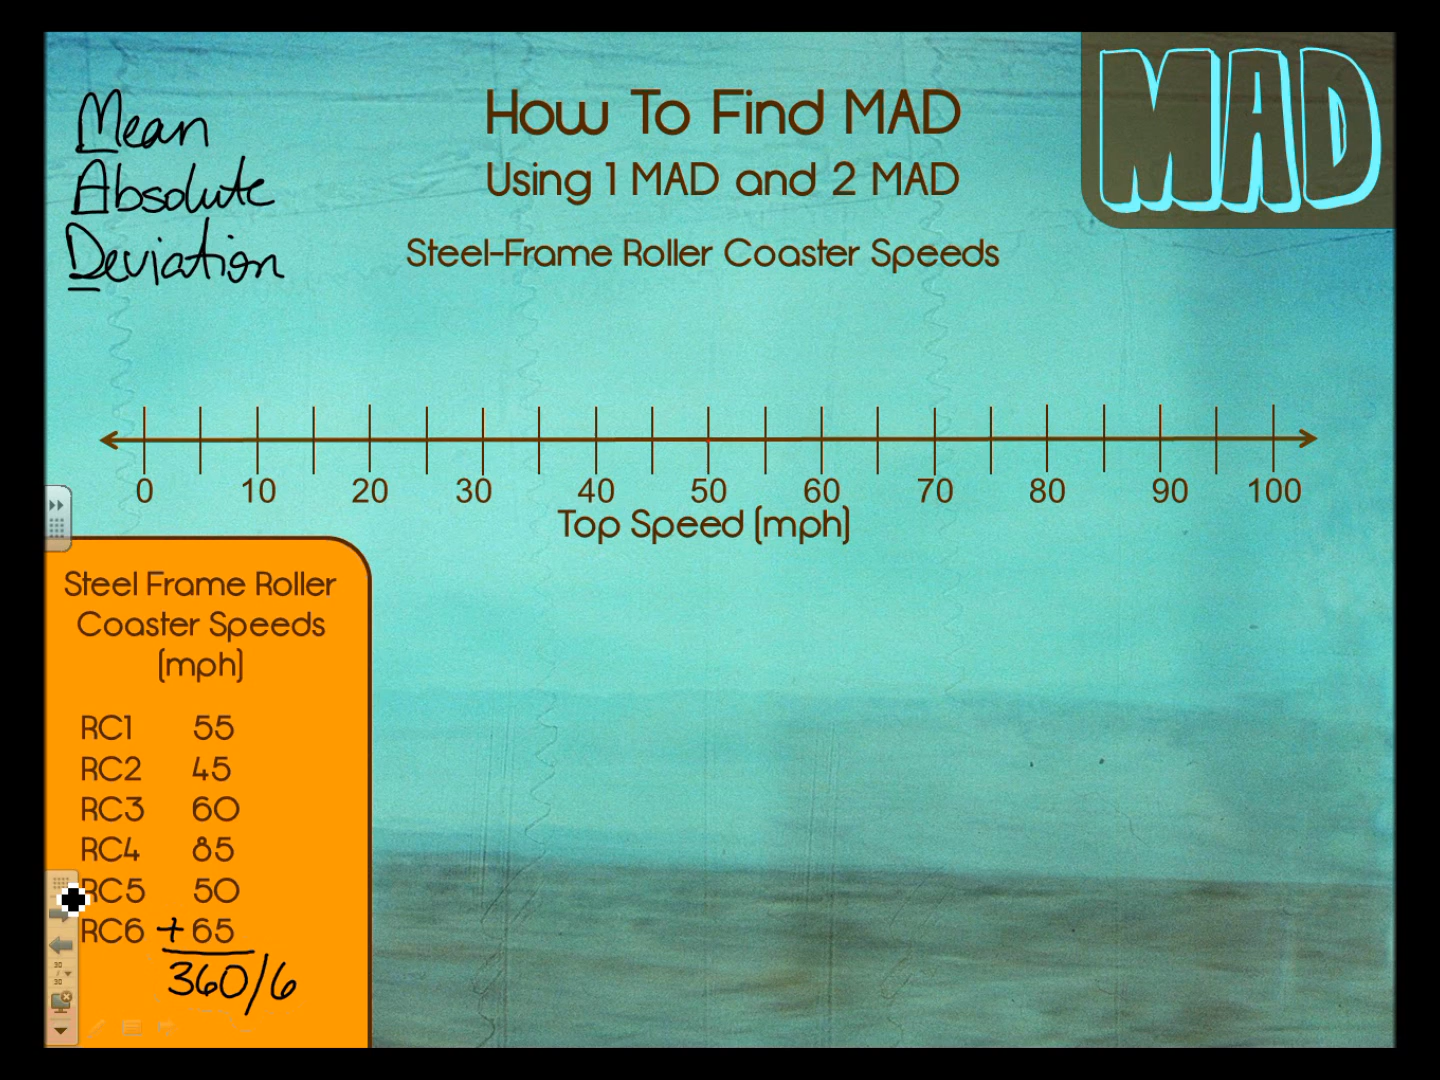 Mean
Absolute
Deviation
How To Find MAD
Using 1 MAD and 2 MAD
Steel-Frame Roller Coaster Speeds
MAD
0 10 20 30 40 50 60 70 80 90 100
Top Speed (mph)
Steel Frame Roller
Coaster Speeds
(mph)
RC1 55
RC2 45
RC3 60
RC4 85
RC5 50
RC6 +65
360/6